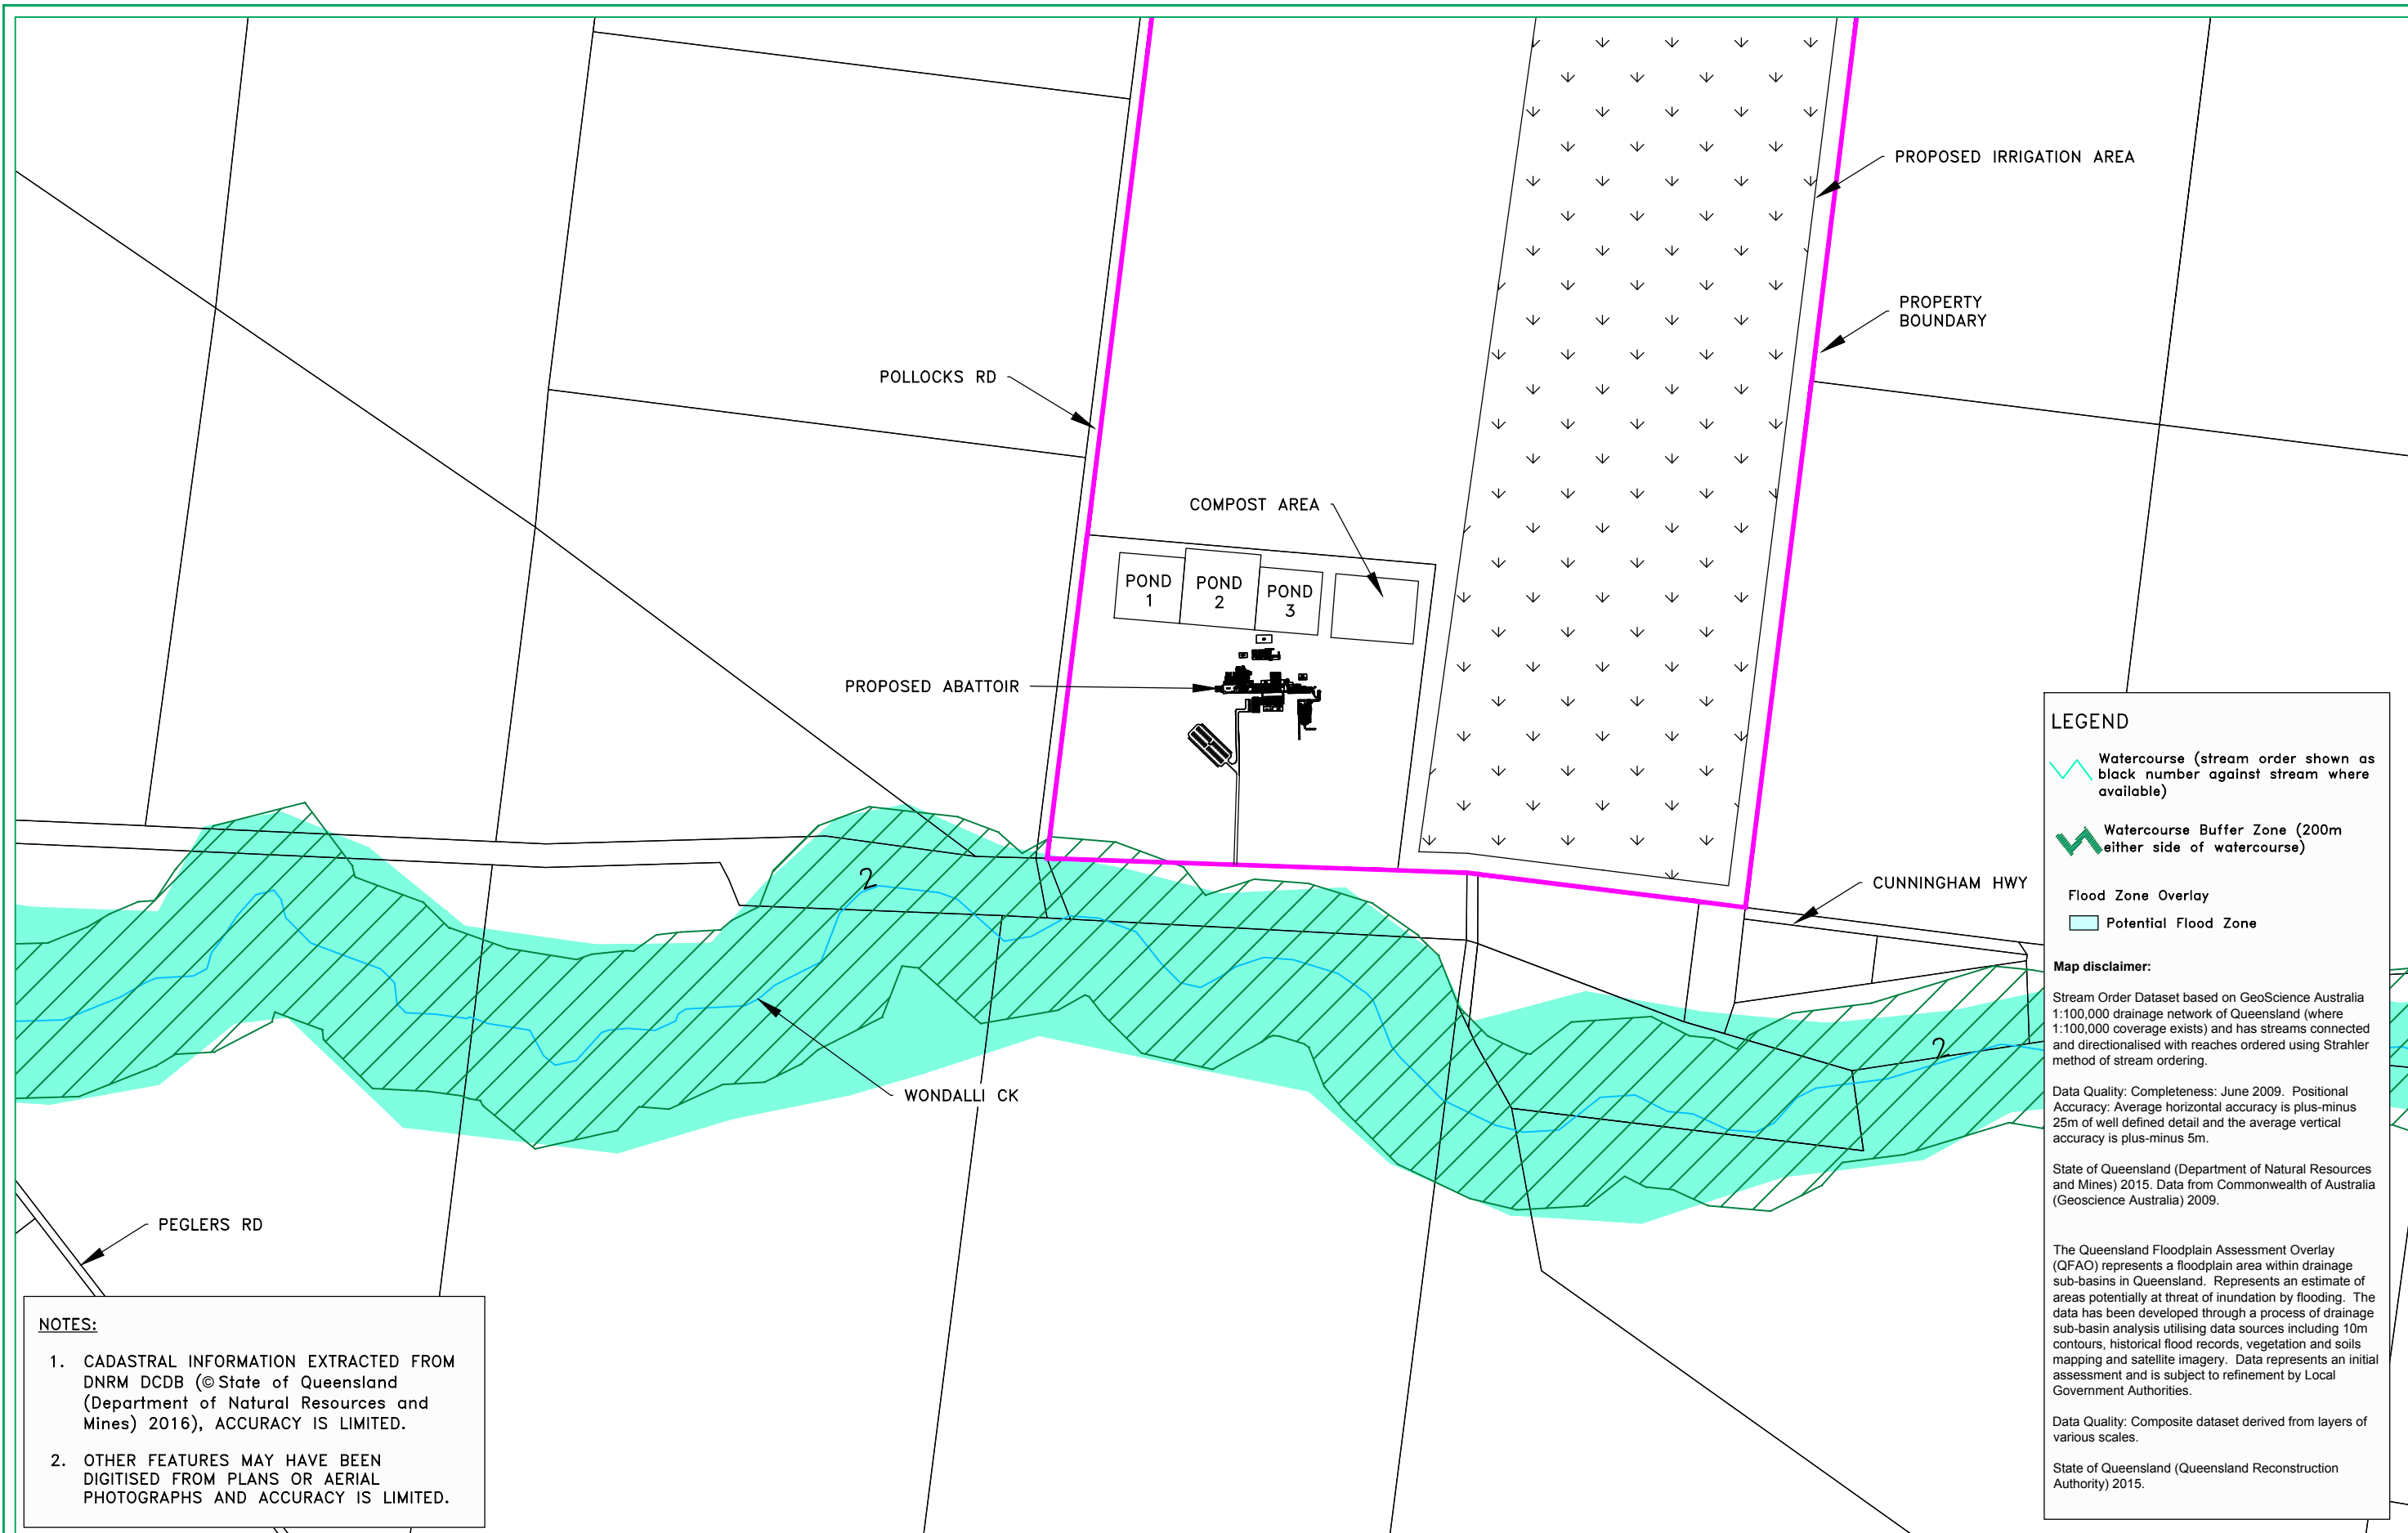 PROPOSED IRRIGATION AREA
PROPERTY
BOUNDARY
POLLOCKS RD
COMPOST AREA
POND
1
POND
2
POND
3
PROPOSED ABATTOIR
2
CUNNINGHAM HWY
2
WONDALLI CK
PEGLERS RD
NOTES:
1. CADASTRAL INFORMATION EXTRACTED FROM
DNRM DCDB (© State of Queensland
(Department of Natural Resources and
Mines) 2016), ACCURACY IS LIMITED.
2. OTHER FEATURES MAY HAVE BEEN
DIGITISED FROM PLANS OR AERIAL
PHOTOGRAPHS AND ACCURACY IS LIMITED.
LEGEND
Watercourse (stream order shown as
black number against stream where
available)
Watercourse Buffer Zone (200m
either side of watercourse)
Flood Zone Overlay
Potential Flood Zone
Map disclaimer:
Stream Order Dataset based on GeoScience Australia
1:100,000 drainage network of Queensland (where
1:100,000 coverage exists) and has streams connected
and directionalised with reaches ordered using Strahler
method of stream ordering.
Data Quality: Completeness: June 2009. Positional
Accuracy: Average horizontal accuracy is plus-minus
25m of well defined detail and the average vertical
accuracy is plus-minus 5m.
State of Queensland (Department of Natural Resources
and Mines) 2015. Data from Commonwealth of Australia
(Geoscience Australia) 2009.
The Queensland Floodplain Assessment Overlay
(QFAO) represents a floodplain area within drainage
sub-basins in Queensland. Represents an estimate of
areas potentially at threat of inundation by flooding. The
data has been developed through a process of drainage
sub-basin analysis utilising data sources including 10m
contours, historical flood records, vegetation and soils
mapping and satellite imagery. Data represents an initial
assessment and is subject to refinement by Local
Government Authorities.
Data Quality: Composite dataset derived from layers of
various scales.
State of Queensland (Queensland Reconstruction
Authority) 2015.